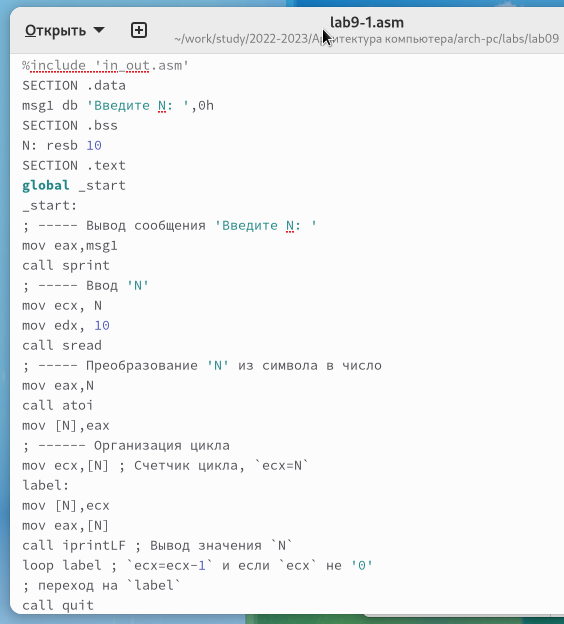 lab9-1.asm
Открыть
~/work/study/2022-2023/Архитектура компьютера/arch-pc/labs/lab09
%include 'in_out.asm'
SECTION .data
msg1 db 'Введите N: ',0h
SECTION .bss
N: resb 10
SECTION .text
global _start
_start:
; ----- Вывод сообщения 'Введите N: '
mov eax,msg1
call sprint
; ----- Ввод 'N'
mov ecx, N
mov edx, 10
call sread
; ----- Преобразование 'N' из символа в число
mov eax,N
call atoi
mov [N],eax
; ------ Организация цикла
mov ecx,[N] ; Счетчик цикла, `ecx=N`
label:
mov [N],ecx
mov eax,[N]
call iprintLF ; Вывод значения `N`
loop label ; `ecx=ecx-1` и если `ecx` не '0'
; переход на `label`
call quit